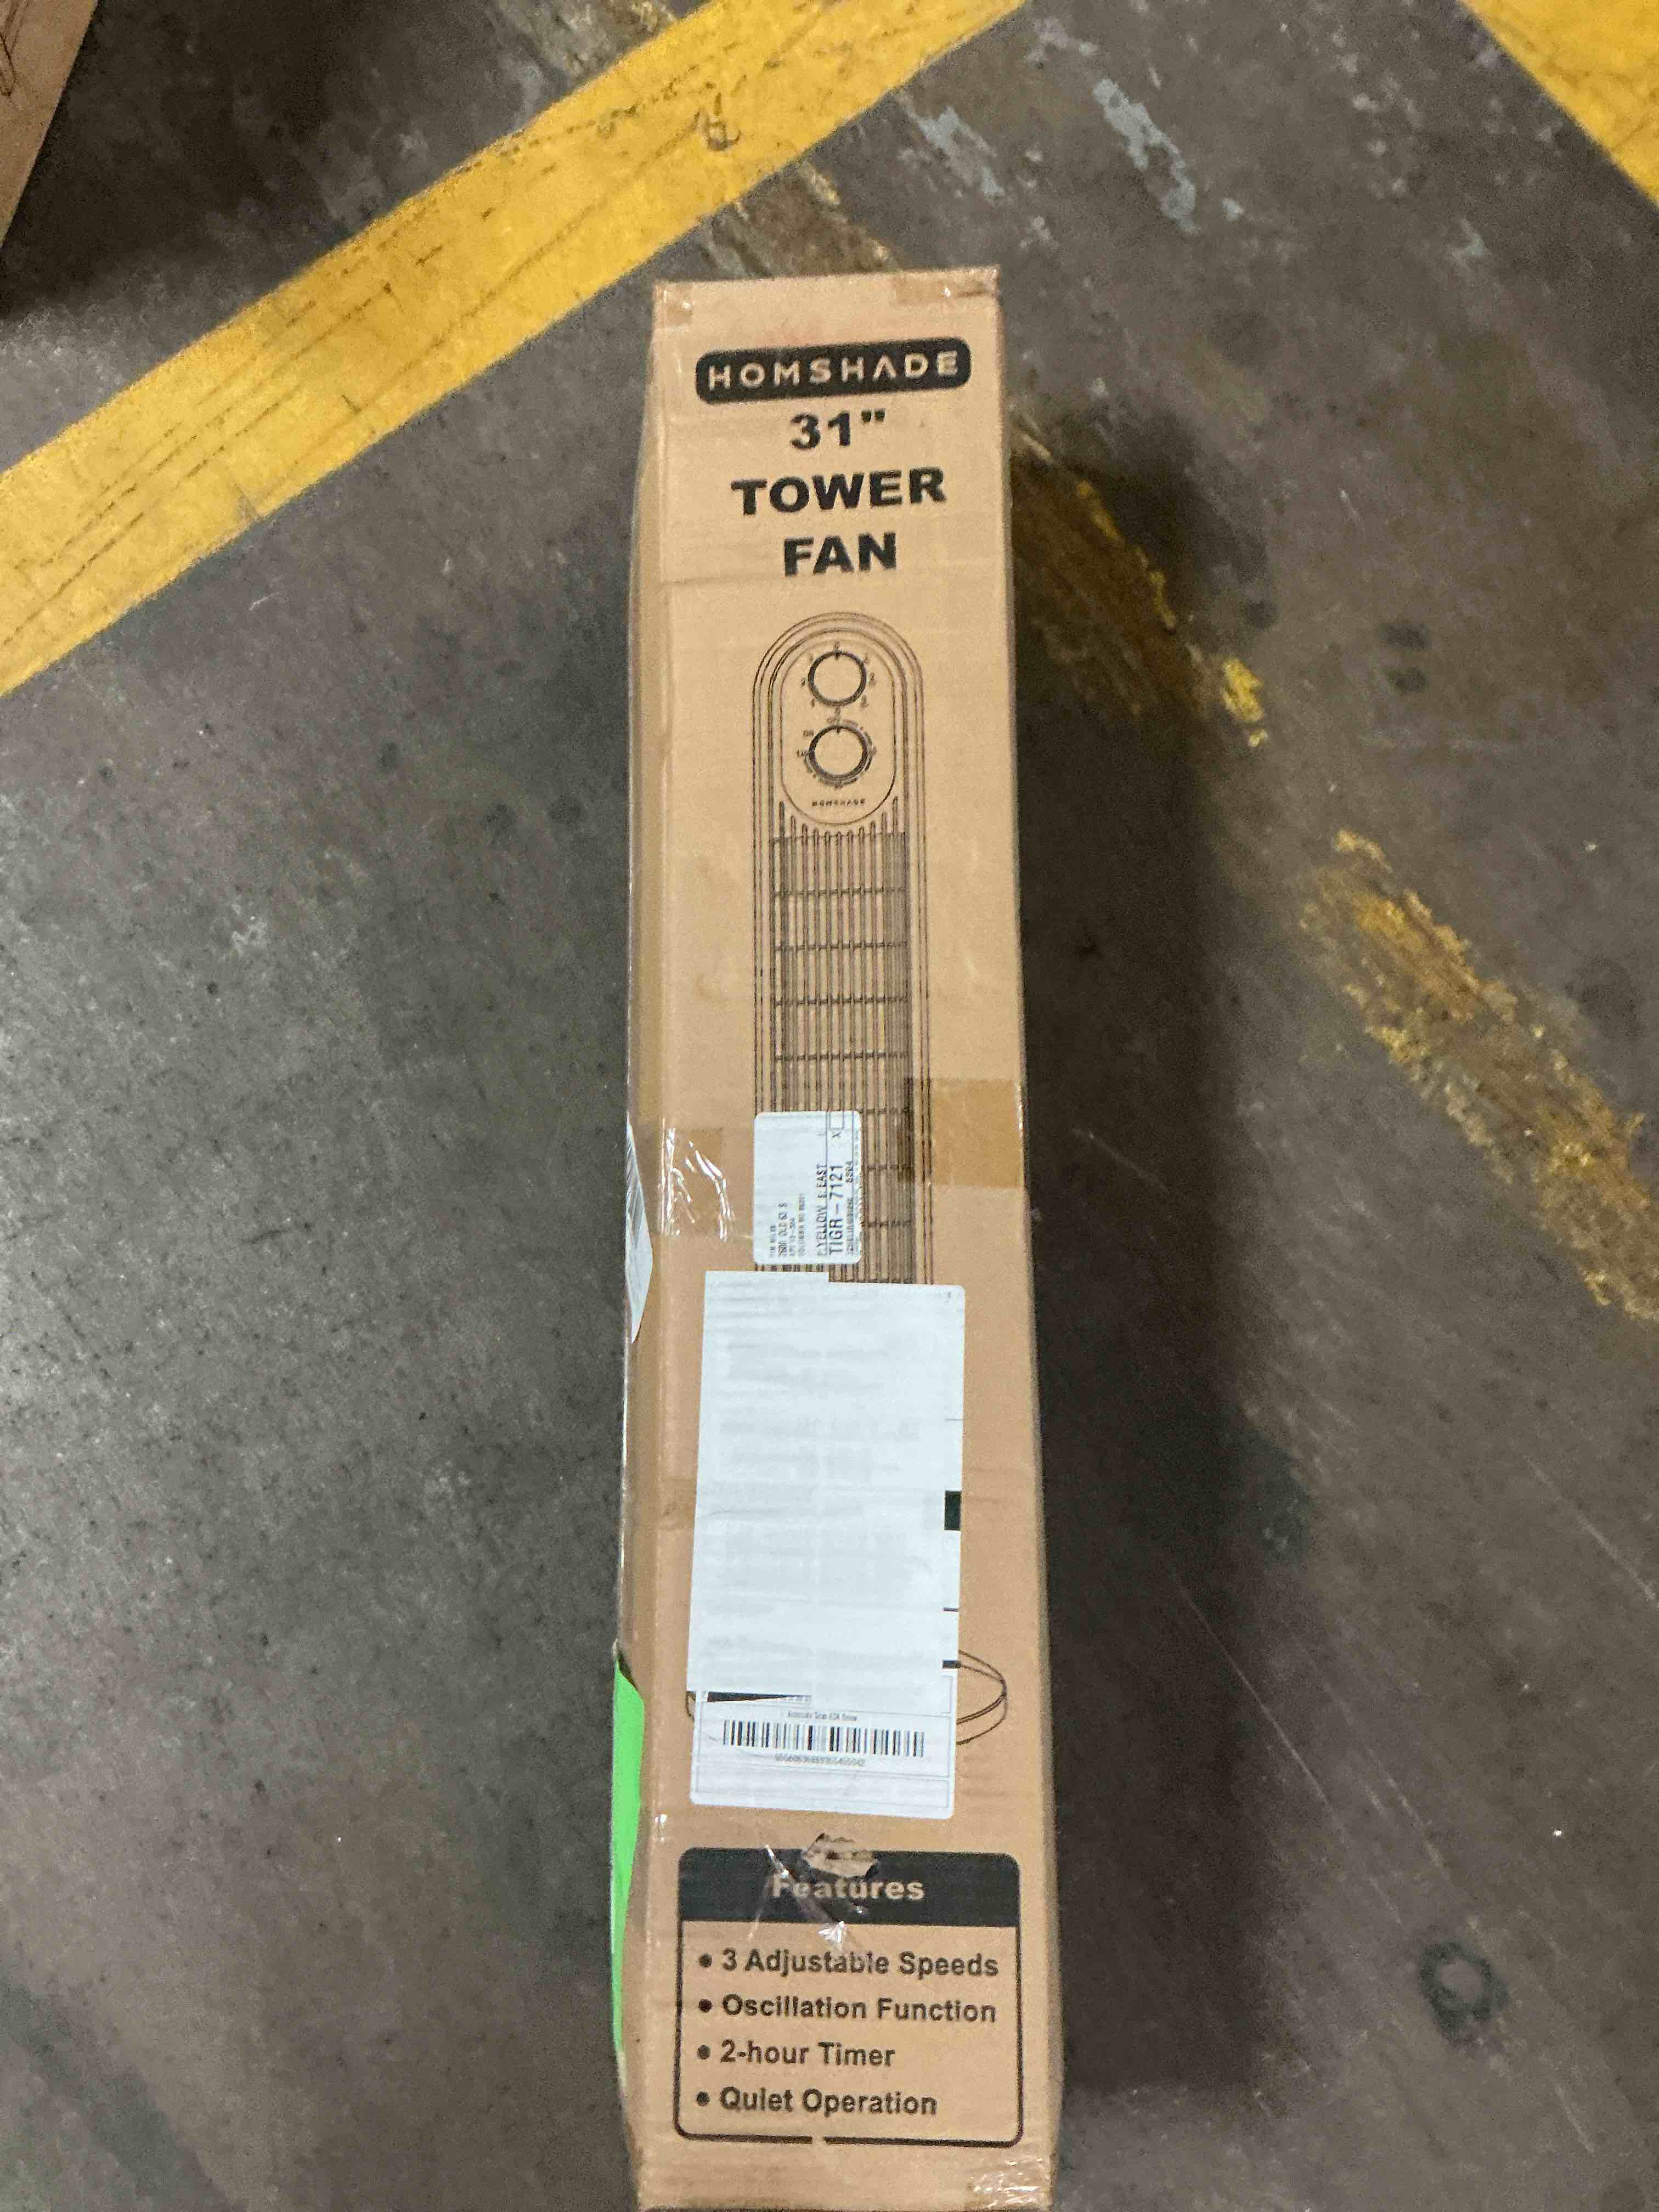 HOMSHADE
31"
TOWER
FAN
HOMSHADE
YELLOW S EAST
TIGR-7121
Features
• 3 Adjustable Speeds
• Oscillation Function
• 2-hour Timer
• Quiet Operation